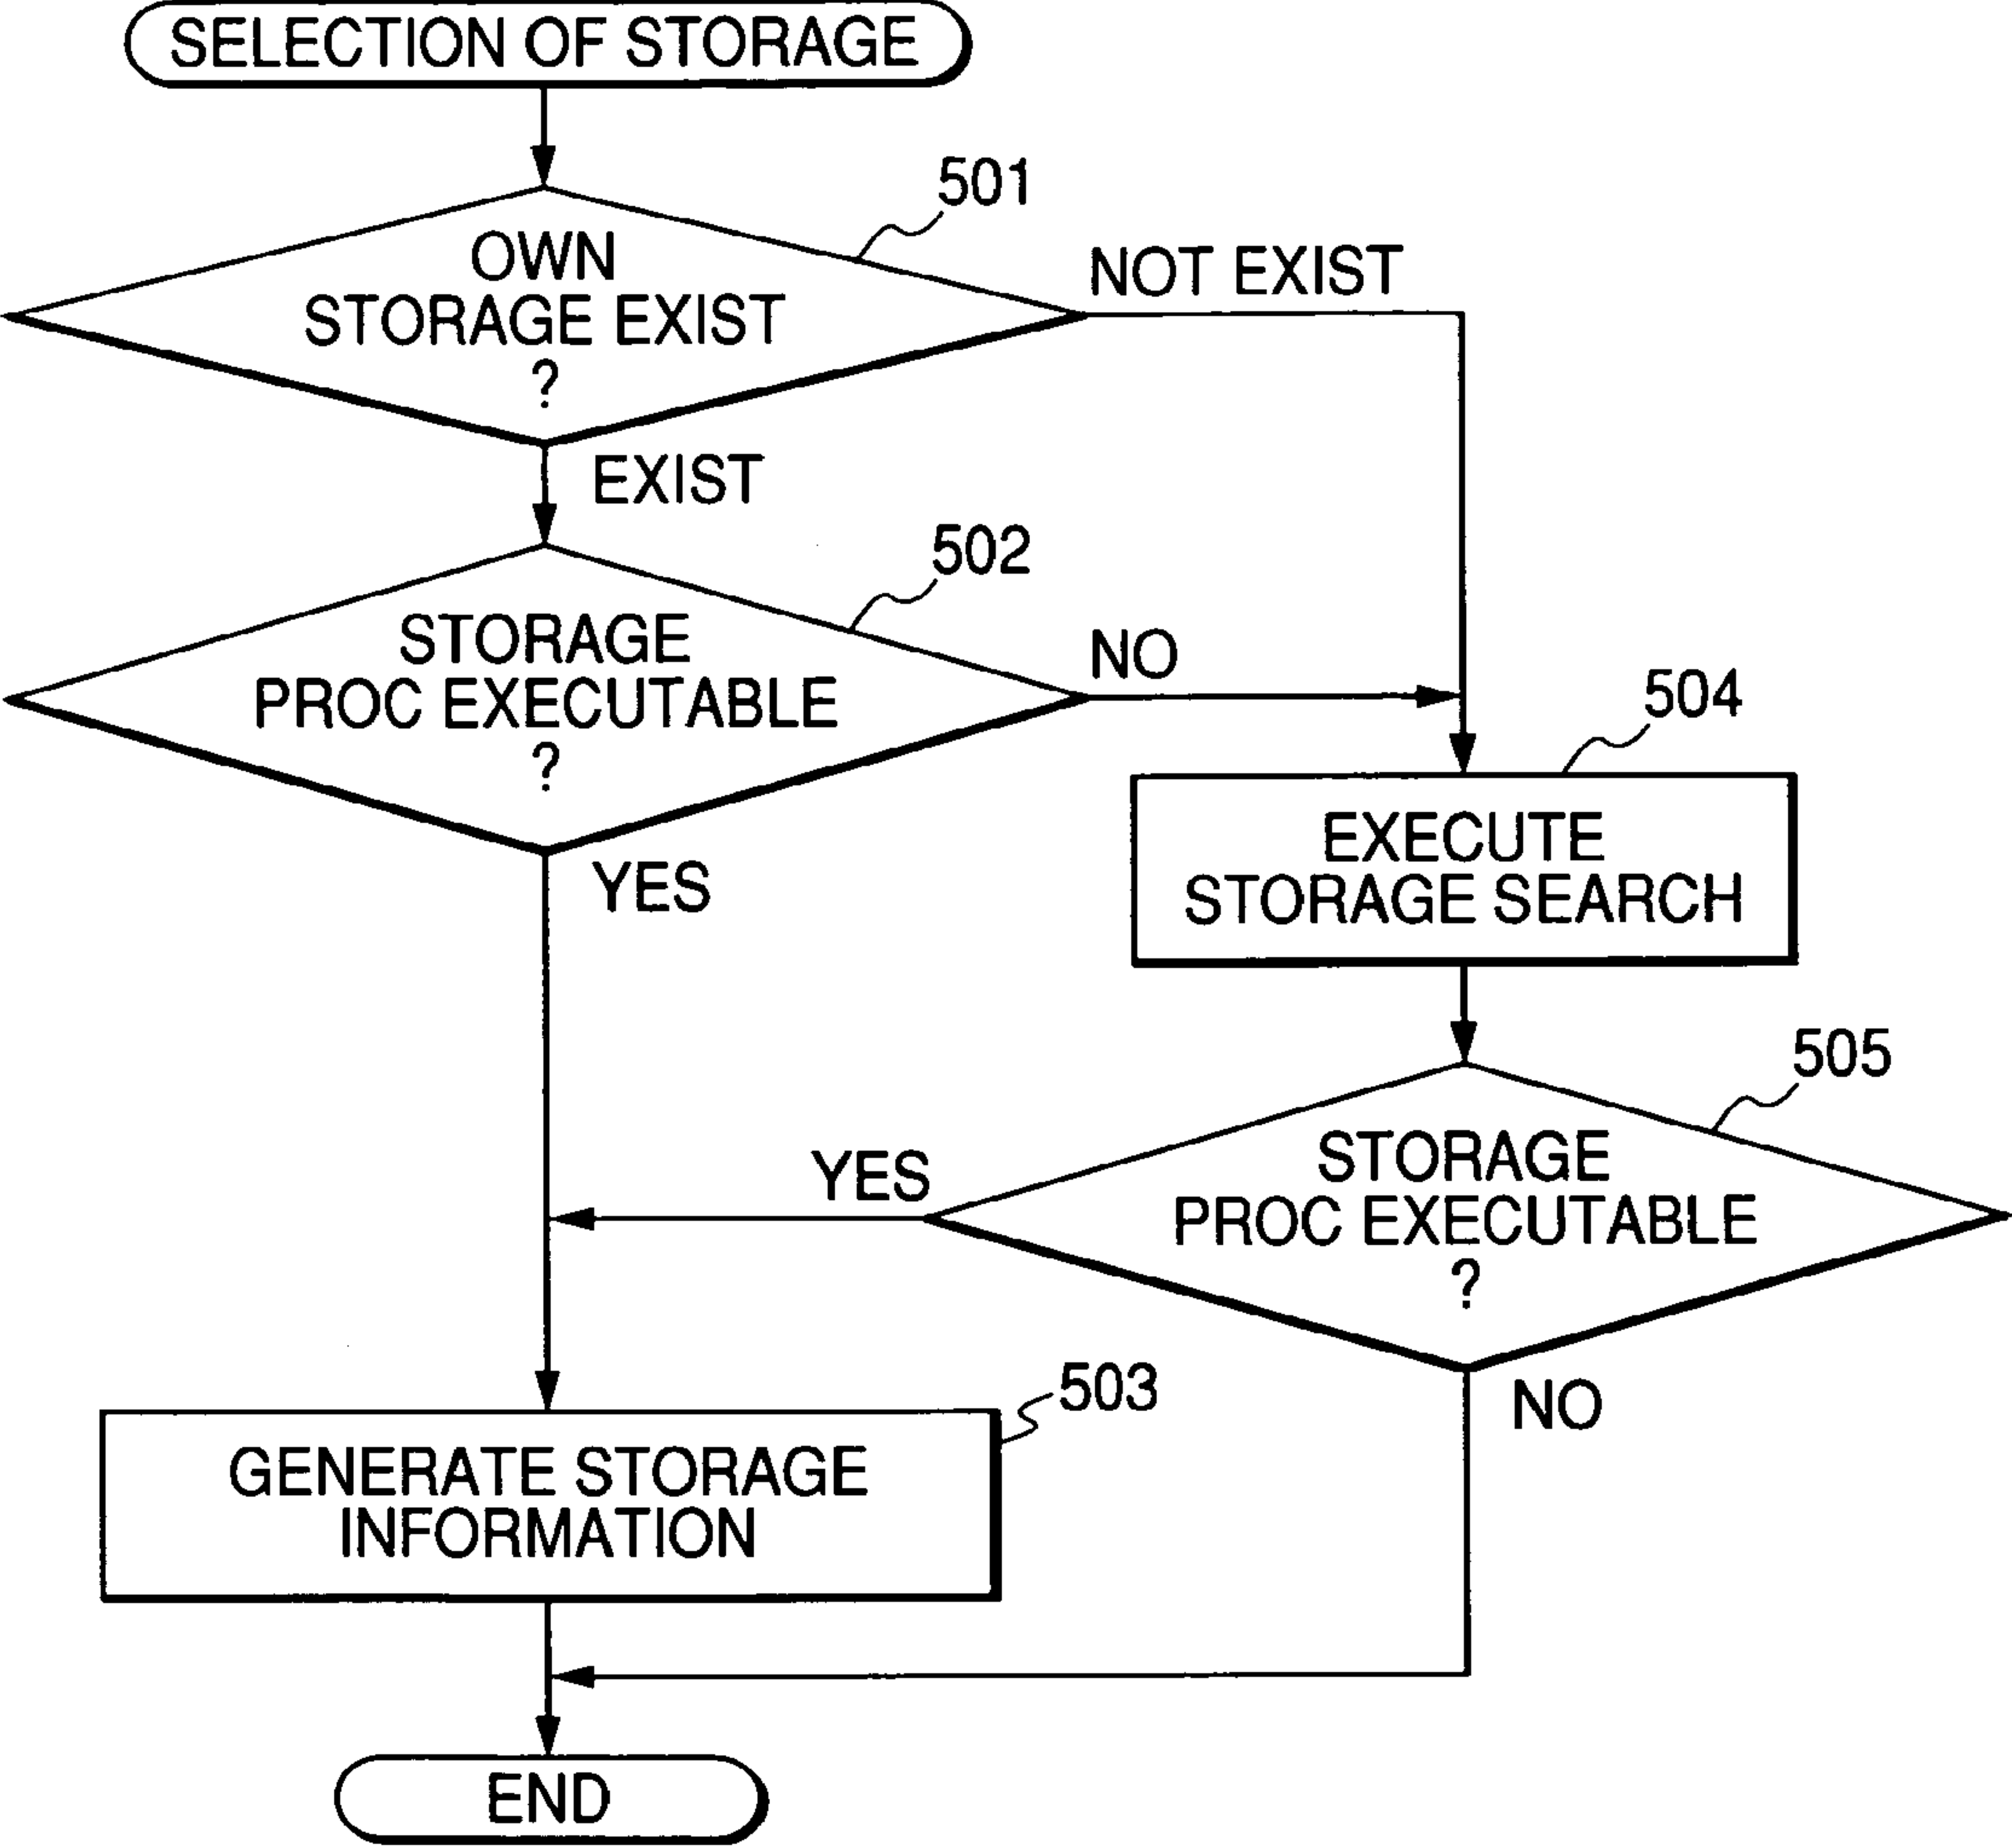 SELECTION OF STORAGE
501
OWN
STORAGE EXIST
?
NOT EXIST
EXIST
502
STORAGE
PROC EXECUTABLE
?
NO
YES
504
EXECUTE
STORAGE SEARCH
505
STORAGE
PROC EXECUTABLE
?
YES
NO
503
GENERATE STORAGE
INFORMATION
END